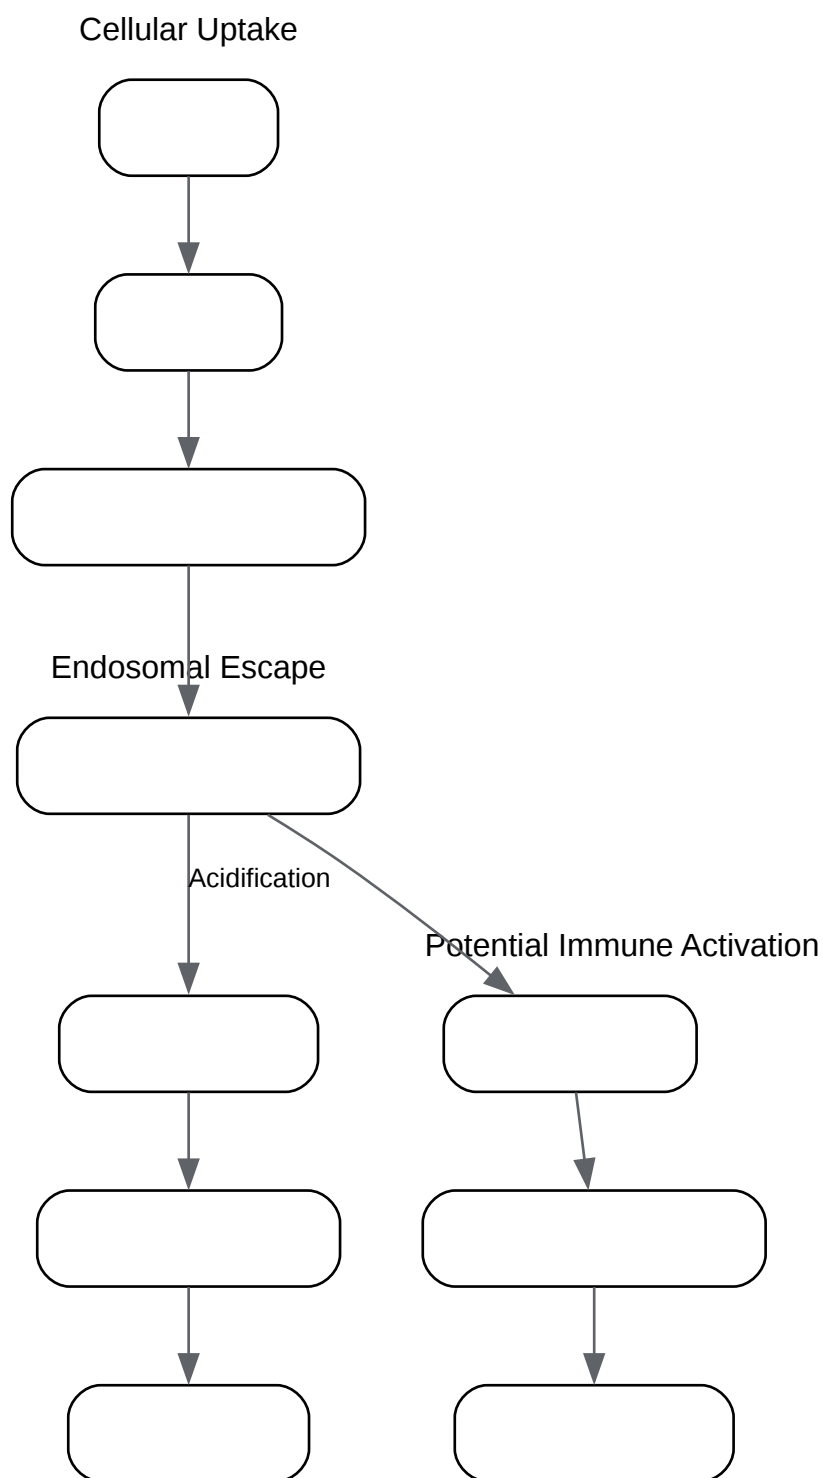 Cellular Uptake
Endosomal Escape
Acidification
Potential Immune Activation